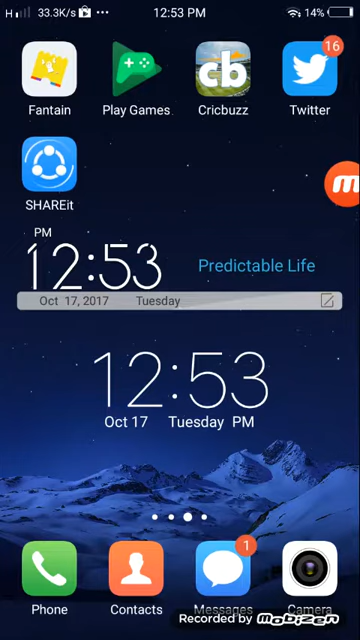 H 33.3K/s ... 12:53 PM 14%
16
Fantain Play Games Cricbuzz Twitter
cb
SHAREit
m
PM
12:53 Predictable Life
Oct 17, 2017 Tuesday
12:53
Oct 17 Tuesday PM
1
Phone Contacts Messages Camera
Recorded by MOBIZEN